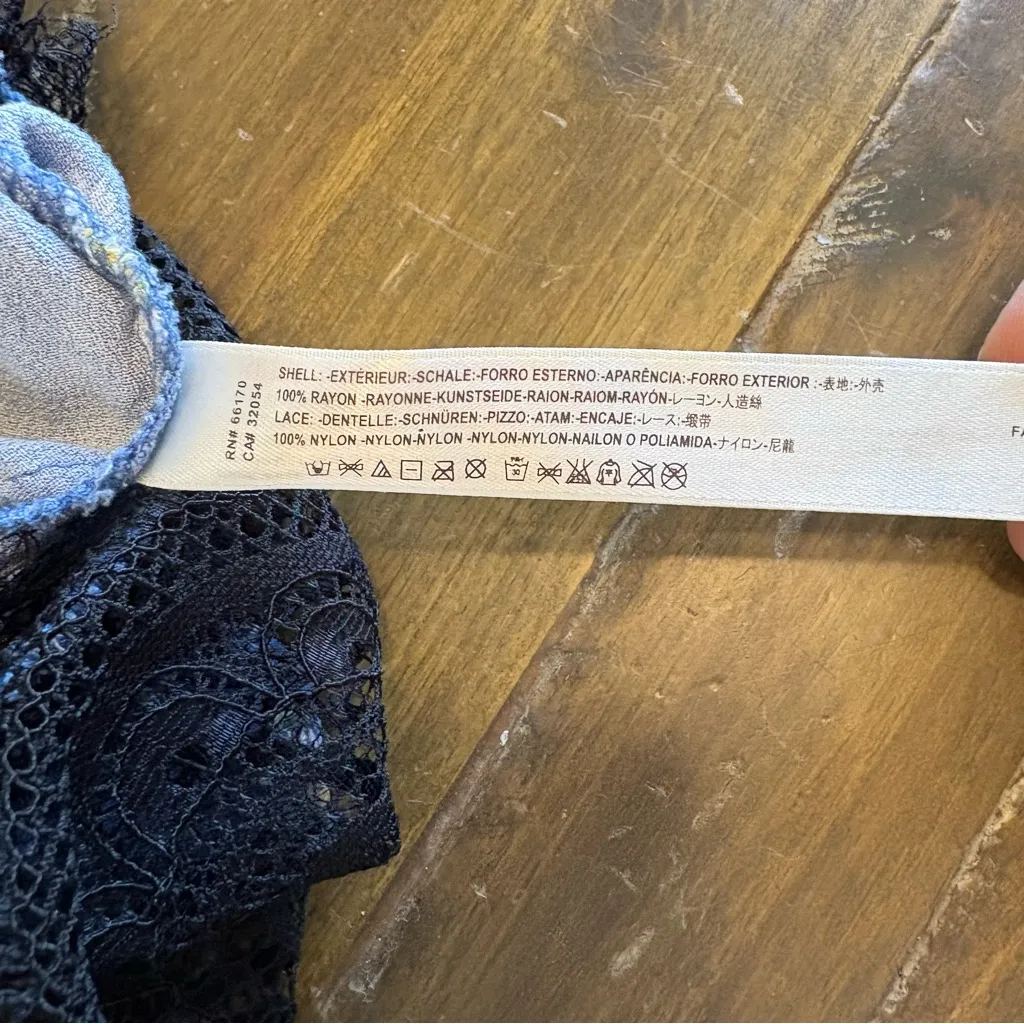 SHELL: -EXTÉRIEUR:-SCHALE:-FORRO ESTERNO:-APARÊNCIA:-FORRO EXTERIOR :-表地:-外壳
100% RAYON -RAYONNE-KUNSTSEIDE-RAION-RAIOM-RAYÓN-レーヨン-人造絲
LACE: -DENTELLE:-SCHNÜREN:-PIZZO:-ATAM:-ENCAJE:-レース:-缎带
100% NYLON -NYLON-NYLON -NYLON-NYLON-NAILON O POLIAMIDA-ナイロン-尼龍
30
RN# 66170
CA# 32054